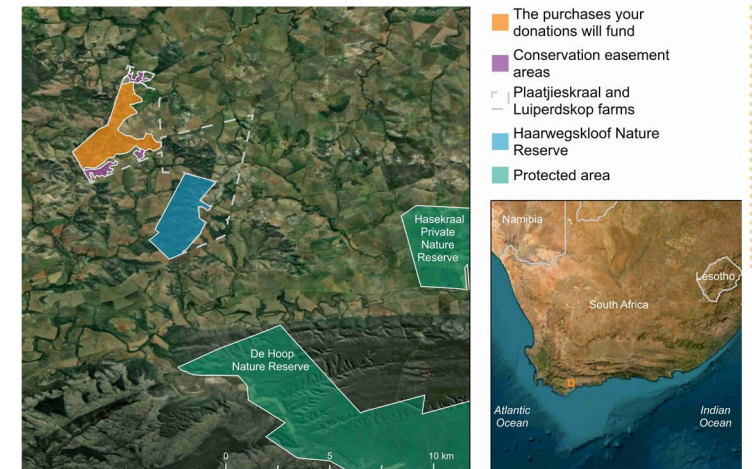 The purchases your
donations will fund
Conservation easement
areas
Plaatjieskraal and
Luiperdskop farms
Haarwegskloof Nature
Reserve
Protected area
Hasekraal
Private
Nature
Reserve
De Hoop
Nature Reserve
0
5
10 km
Namibia
Lesotho
South Africa
Atlantic
Ocean
Indian
Ocean